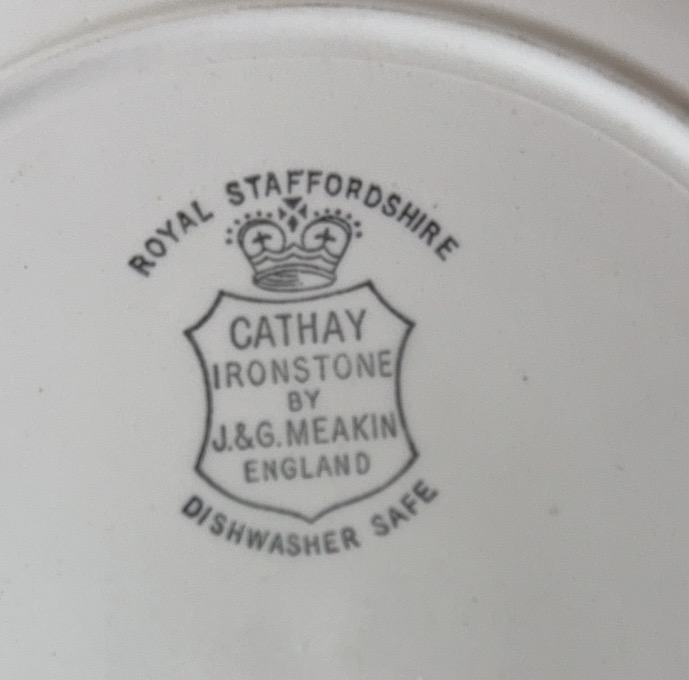 ROYAL STAFFORDSHIRE
CATHAY
IRONSTONE
BY
J.&G.MEAKIN
ENGLAND
DISHWASHER SAFE